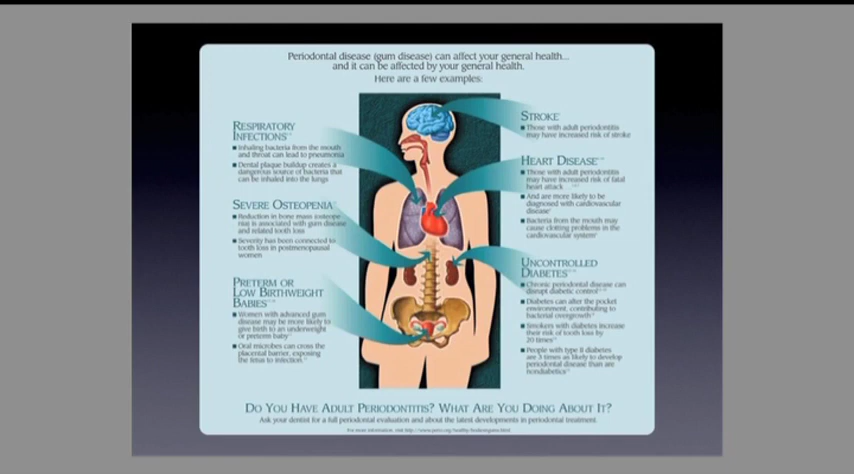 Periodontal disease (gum disease) can affect your general health...
and it can be affected by your general health.
Here are a few examples:
RESPIRATORY
INFECTIONS
■ Inhaling bacteria from the mouth
and throat can lead to pneumonia
■ Dental plaque buildup creates a
dangerous source of bacteria that
can be inhaled into the lungs
SEVERE OSTEOPENIA
■ Reduction in bone mass (osteope
nia) is associated with gum disease
and related tooth loss
■ Severity has been connected to
tooth loss in postmenopausal
women
PRETERM OR
LOW BIRTHWEIGHT
BABIES
■ Women with advanced gum
disease may be more likely to
give birth to an underweight
or preterm baby
■ Oral microbes can cross the
placental barrier, exposing
the fetus to infection
STROKE
■ Those with adult periodontitis
may have increased risk of stroke
HEART DISEASE
■ Those with adult periodontitis
may have increased risk of fatal
heart attack
■ And are more likely to be
diagnosed with cardiovascular
disease
■ Bacteria from the mouth may
cause clotting problems in the
cardiovascular system
UNCONTROLLED
DIABETES
■ Chronic periodontal disease can
disrupt diabetic control
■ Diabetes can alter the pocket
environment, contributing to
bacterial overgrowth
■ Smokers with diabetes increase
their risk of tooth loss by
20 times
■ People with type II diabetes
are 3 times as likely to develop
periodontal disease than are
nondiabetics
DO YOU HAVE ADULT PERIODONTITIS? WHAT ARE YOU DOING ABOUT IT?
Ask your dentist for a full periodontal evaluation and about the latest developments in periodontal treatment.
For more information, visit